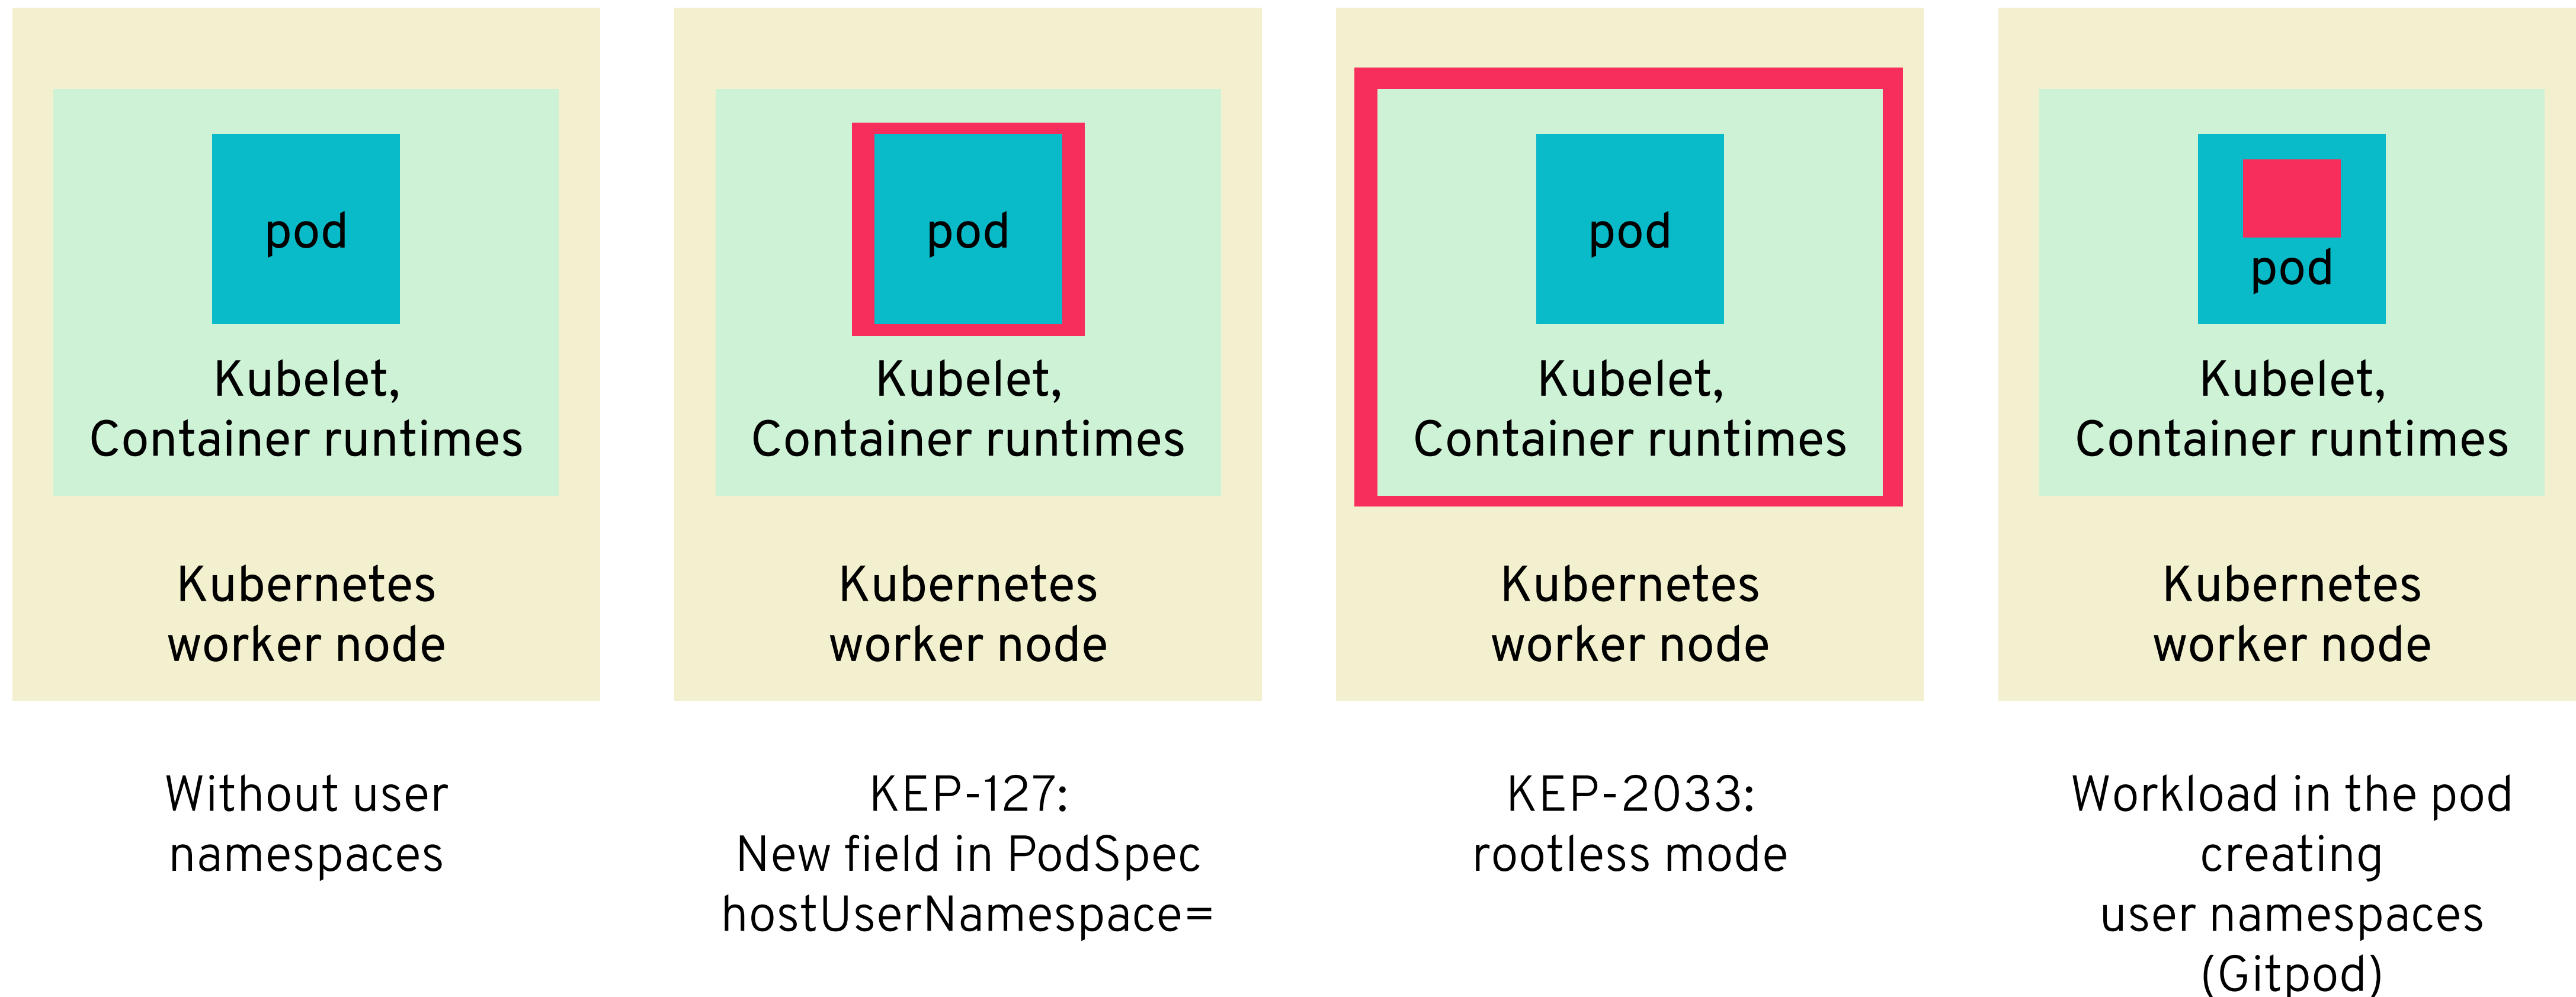 pod
Kubelet,
Container runtimes
Kubernetes
worker node
Without user
namespaces
pod
Kubelet,
Container runtimes
Kubernetes
worker node
KEP-127:
New field in PodSpec
hostUserNamespace=
pod
Kubelet,
Container runtimes
Kubernetes
worker node
KEP-2033:
rootless mode
pod
Kubelet,
Container runtimes
Kubernetes
worker node
Workload in the pod
creating
user namespaces
(Gitpod)